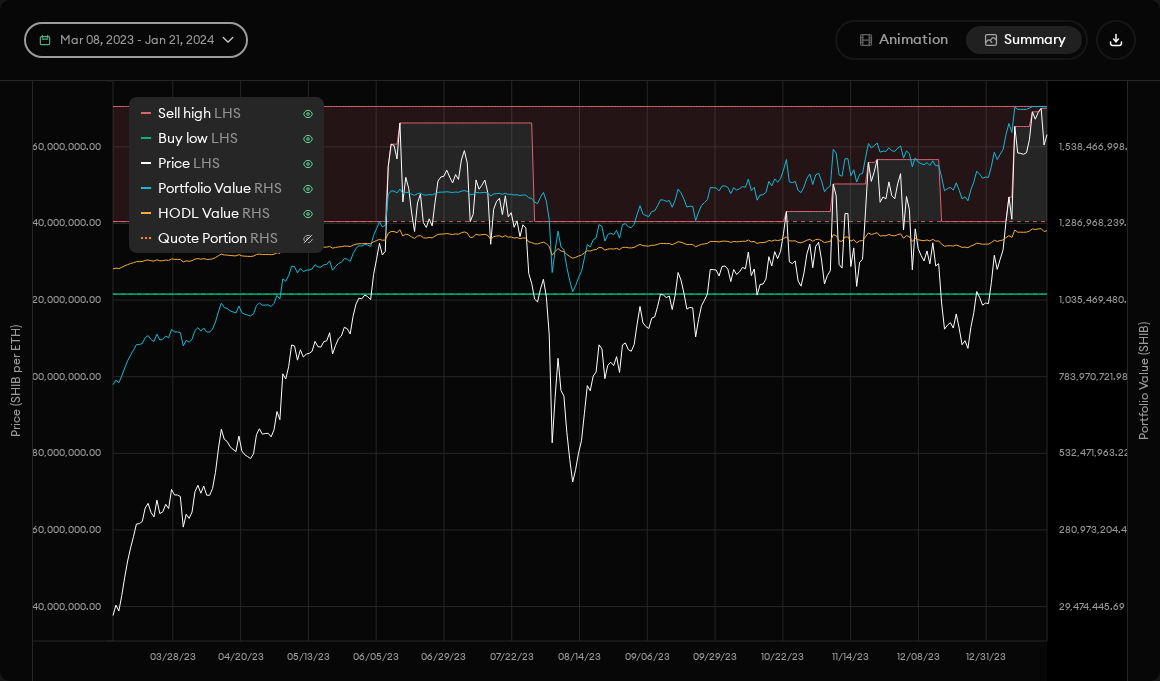 Mar 08, 2023 - Jan 21, 2024
Animation
Summary
Sell high LHS
Buy low LHS
Price LHS
Portfolio Value RHS
HODL Value RHS
Quote Portion RHS
Price (SHIB per ETH)
60,000,000.00
40,000,000.00
20,000,000.00
00,000,000.00
80,000,000.00
60,000,000.00
40,000,000.00
1,538,466,998.
1,286,968,239.
1,035,469,480.
783,970,721.98
532,471,963.22
280,973,204.4
29,474,445.69
Portfolio Value (SHIB)
03/28/23
04/20/23
05/13/23
06/05/23
06/29/23
07/22/23
08/14/23
09/06/23
09/29/23
10/22/23
11/14/23
12/08/23
12/31/23